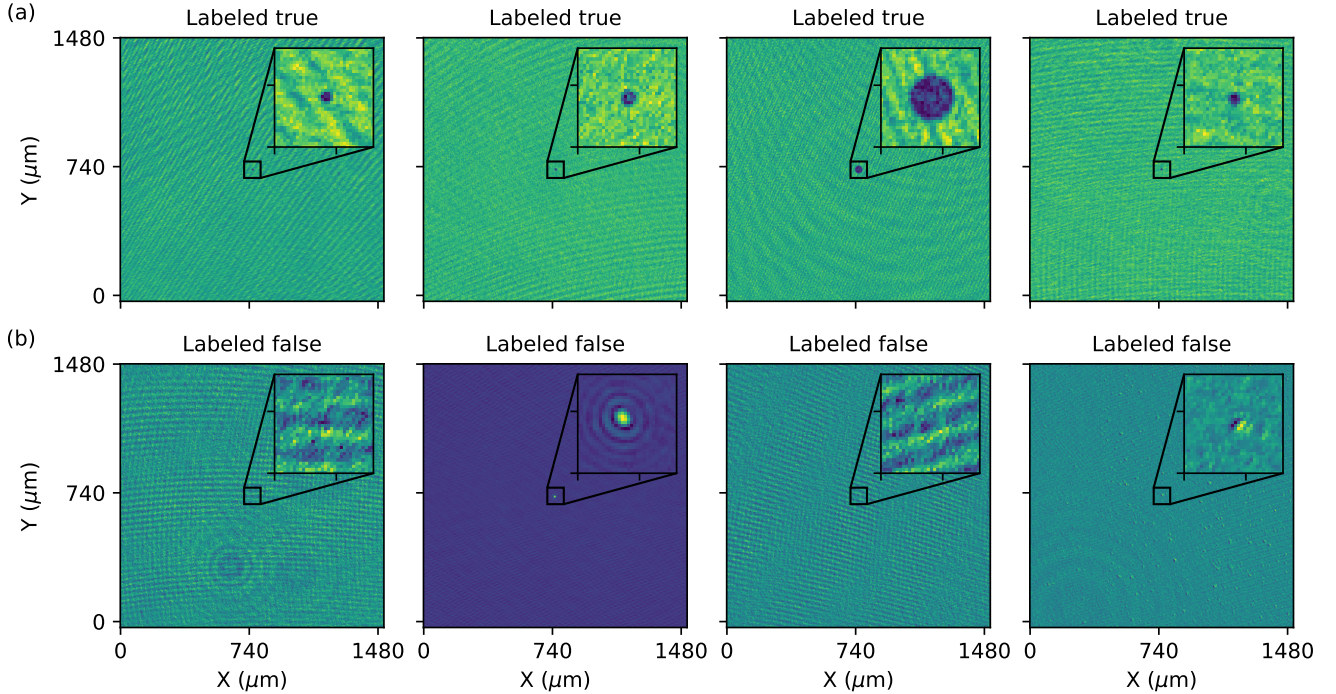 (a)
Labeled true Labeled true Labeled true Labeled true
1480
740
0
Y (μm)
(b)
Labeled false Labeled false Labeled false Labeled false
1480
740
0
Y (μm)
0 740 1480 0 740 1480 0 740 1480 0 740 1480
X (μm) X (μm) X (μm) X (μm)